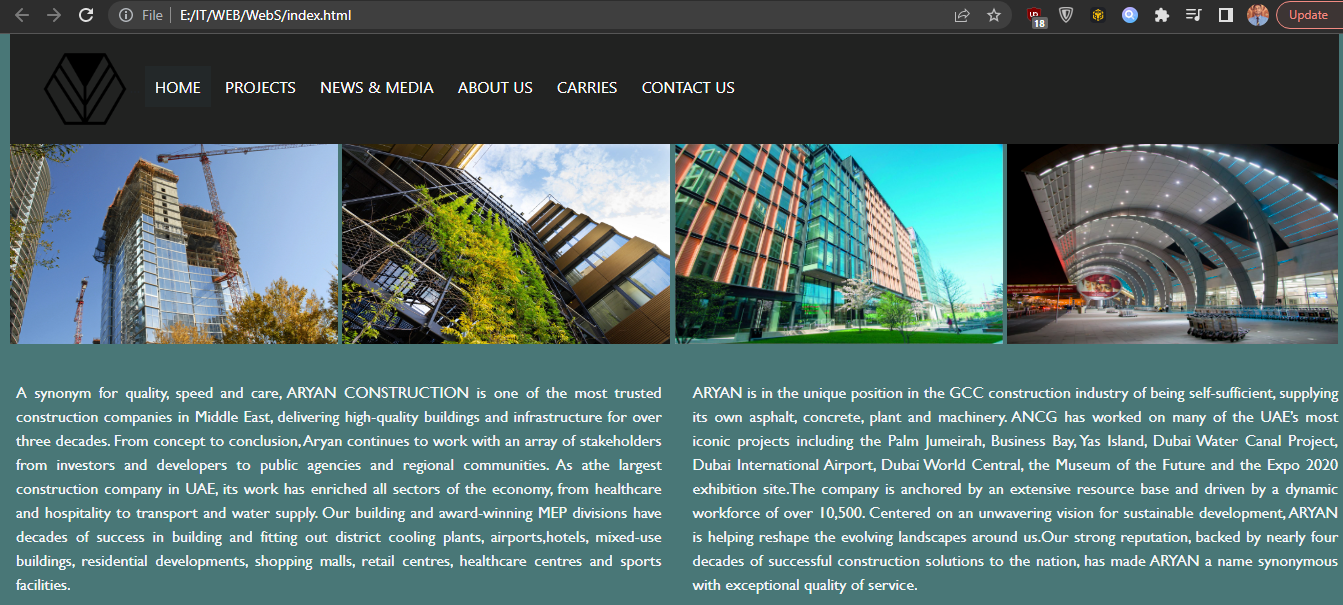 File
E:/IT/WEB/WebS/index.html
18
Update
HOME PROJECTS NEWS & MEDIA ABOUT US CARRIES CONTACT US
A synonym for quality, speed and care, ARYAN CONSTRUCTION is one of the most trusted
construction companies in Middle East, delivering high-quality buildings and infrastructure for over
three decades. From concept to conclusion, Aryan continues to work with an array of stakeholders
from investors and developers to public agencies and regional communities. As athe largest
construction company in UAE, its work has enriched all sectors of the economy, from healthcare
and hospitality to transport and water supply. Our building and award-winning MEP divisions have
decades of success in building and fitting out district cooling plants, airports,hotels, mixed-use
buildings, residential developments, shopping malls, retail centres, healthcare centres and sports
facilities.
ARYAN is in the unique position in the GCC construction industry of being self-sufficient, supplying
its own asphalt, concrete, plant and machinery. ANCG has worked on many of the UAE's most
iconic projects including the Palm Jumeirah, Business Bay, Yas Island, Dubai Water Canal Project,
Dubai International Airport, Dubai World Central, the Museum of the Future and the Expo 2020
exhibition site.The company is anchored by an extensive resource base and driven by a dynamic
workforce of over 10,500. Centered on an unwavering vision for sustainable development, ARYAN
is helping reshape the evolving landscapes around us.Our strong reputation, backed by nearly four
decades of successful construction solutions to the nation, has made ARYAN a name synonymous
with exceptional quality of service.